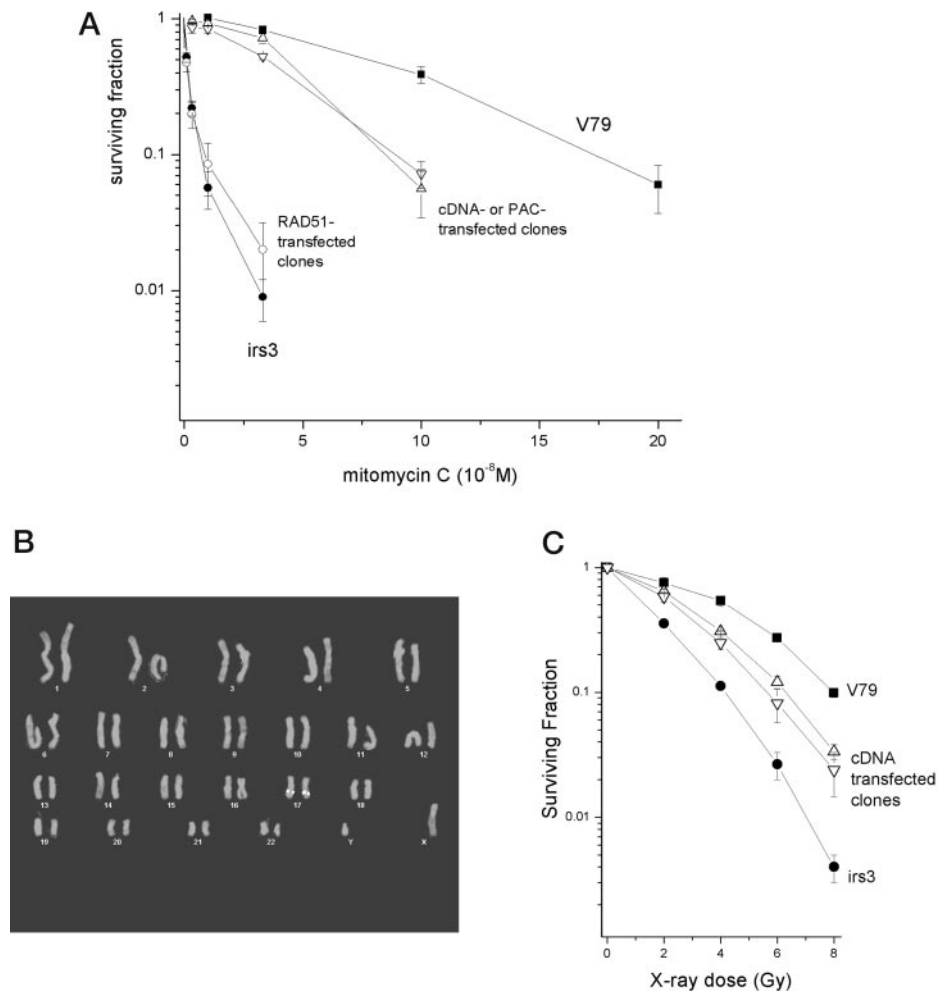 A
surviving fraction
1
0.1
0.01
V79
cDNA- or PAC-
transfected clones
RAD51-
transfected
clones
irs3
0 5 10 15 20
mitomycin C (10⁻⁸M)
B
1 2 3 4 5
6 7 8 9 10 11 12
13 14 15 16 17 18
19 20 21 22 Y X
C
Surviving Fraction
1
0.1
0.01
V79
cDNA
transfected
clones
irs3
0 2 4 6 8
X-ray dose (Gy)